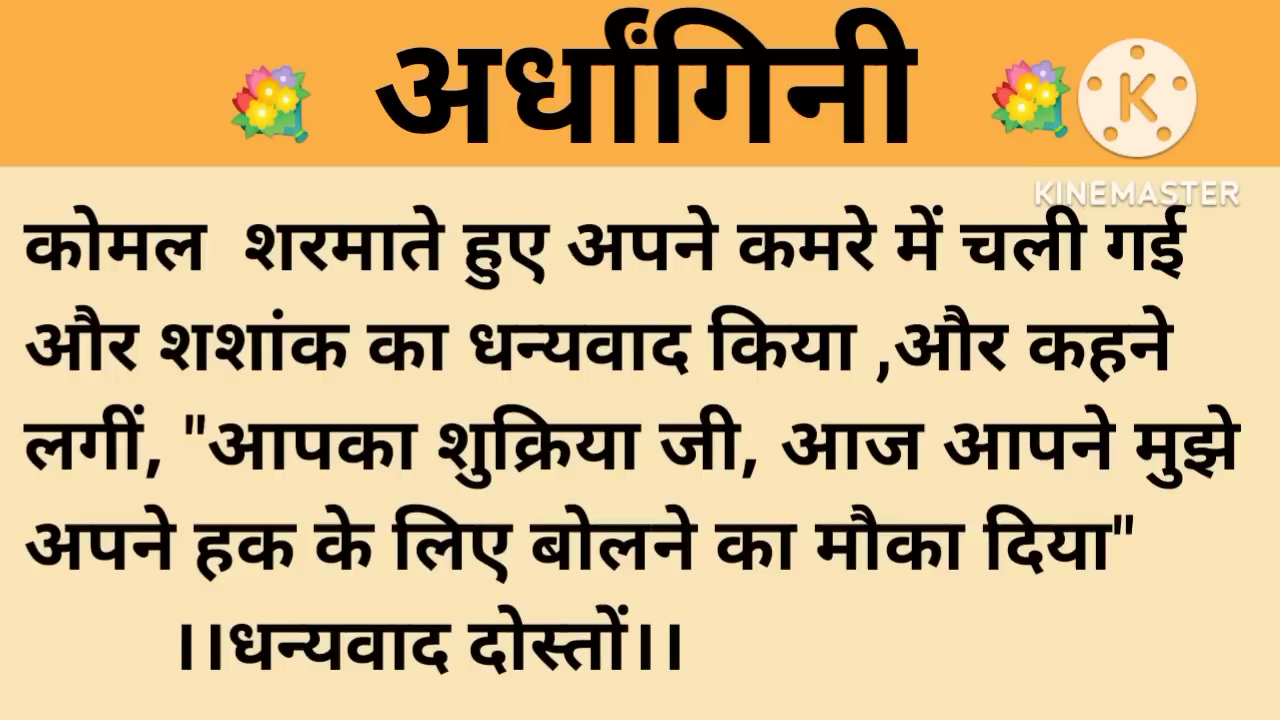 अर्धांगिनी
K
KINEMASTER
कोमल शरमाते हुए अपने कमरे में चली गई
और शशांक का धन्यवाद किया ,और कहने
लगीं, "आपका शुक्रिया जी, आज आपने मुझे
अपने हक के लिए बोलने का मौका दिया"
।।धन्यवाद दोस्तों।।